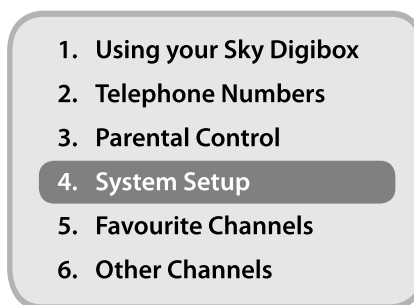 1. Using your Sky Digibox
2. Telephone Numbers
3. Parental Control
4. System Setup
5. Favourite Channels
6. Other Channels